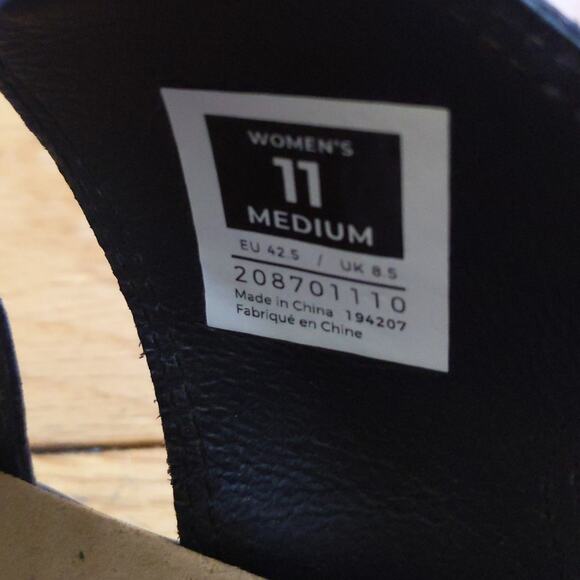 WOMEN'S
11
MEDIUM
EU 42.5 / UK 8.5
208701110
Made in China 194207
Fabriqué en Chine